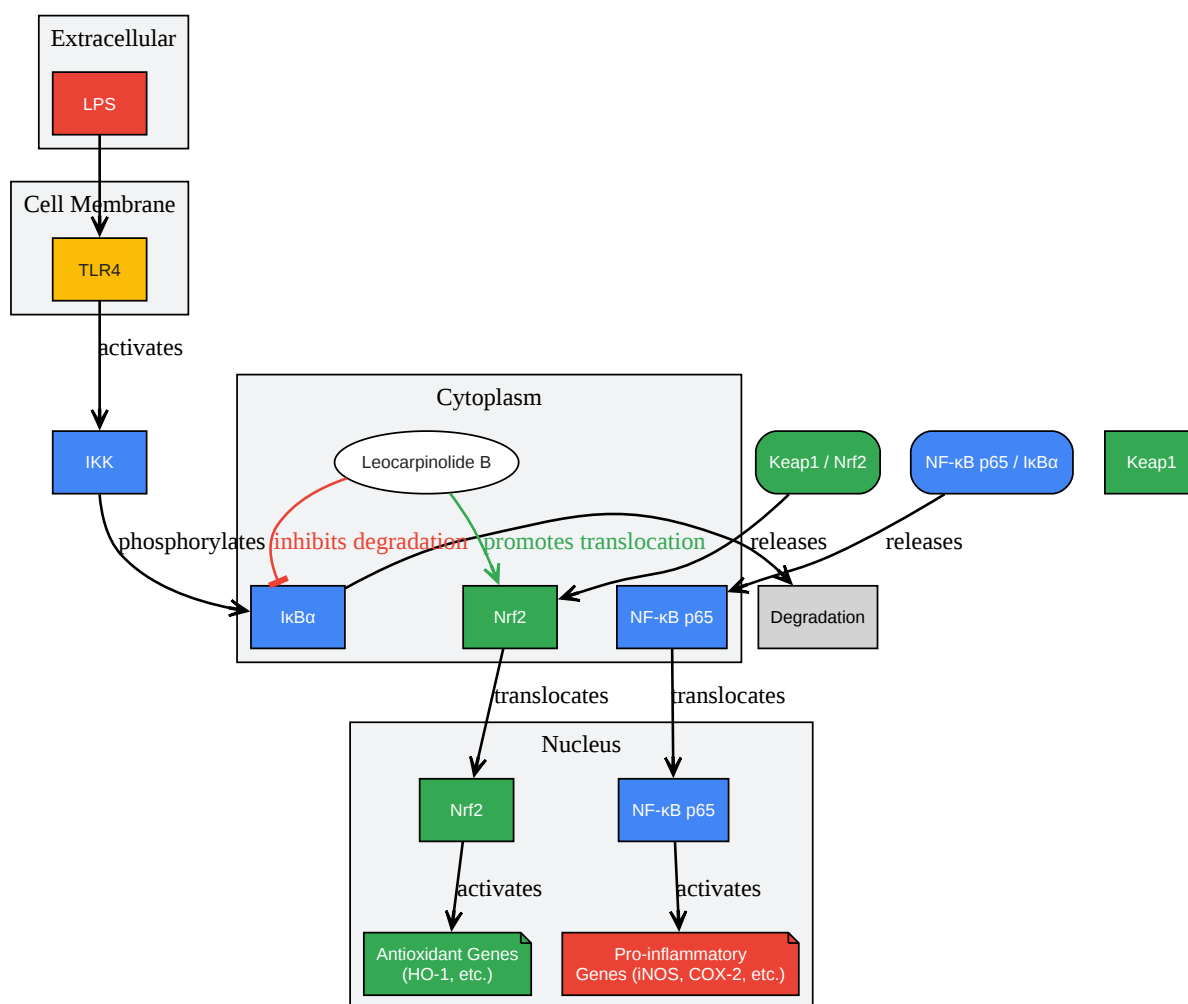 Extracellular
LPS
Cell Membrane
TLR4
activates
Cytoplasm
IKK
Leocarpinolide B
Keap1 / Nrf2
NF-κB p65 / IκBα
Keap1
phosphorylates
inhibits degradation
promotes translocation
releases
releases
IκBα
Nrf2
NF-κB p65
Degradation
translocates
translocates
Nucleus
Nrf2
NF-κB p65
activates
activates
Antioxidant Genes
(HO-1, etc.)
Pro-inflammatory
Genes (iNOS, COX-2, etc.)